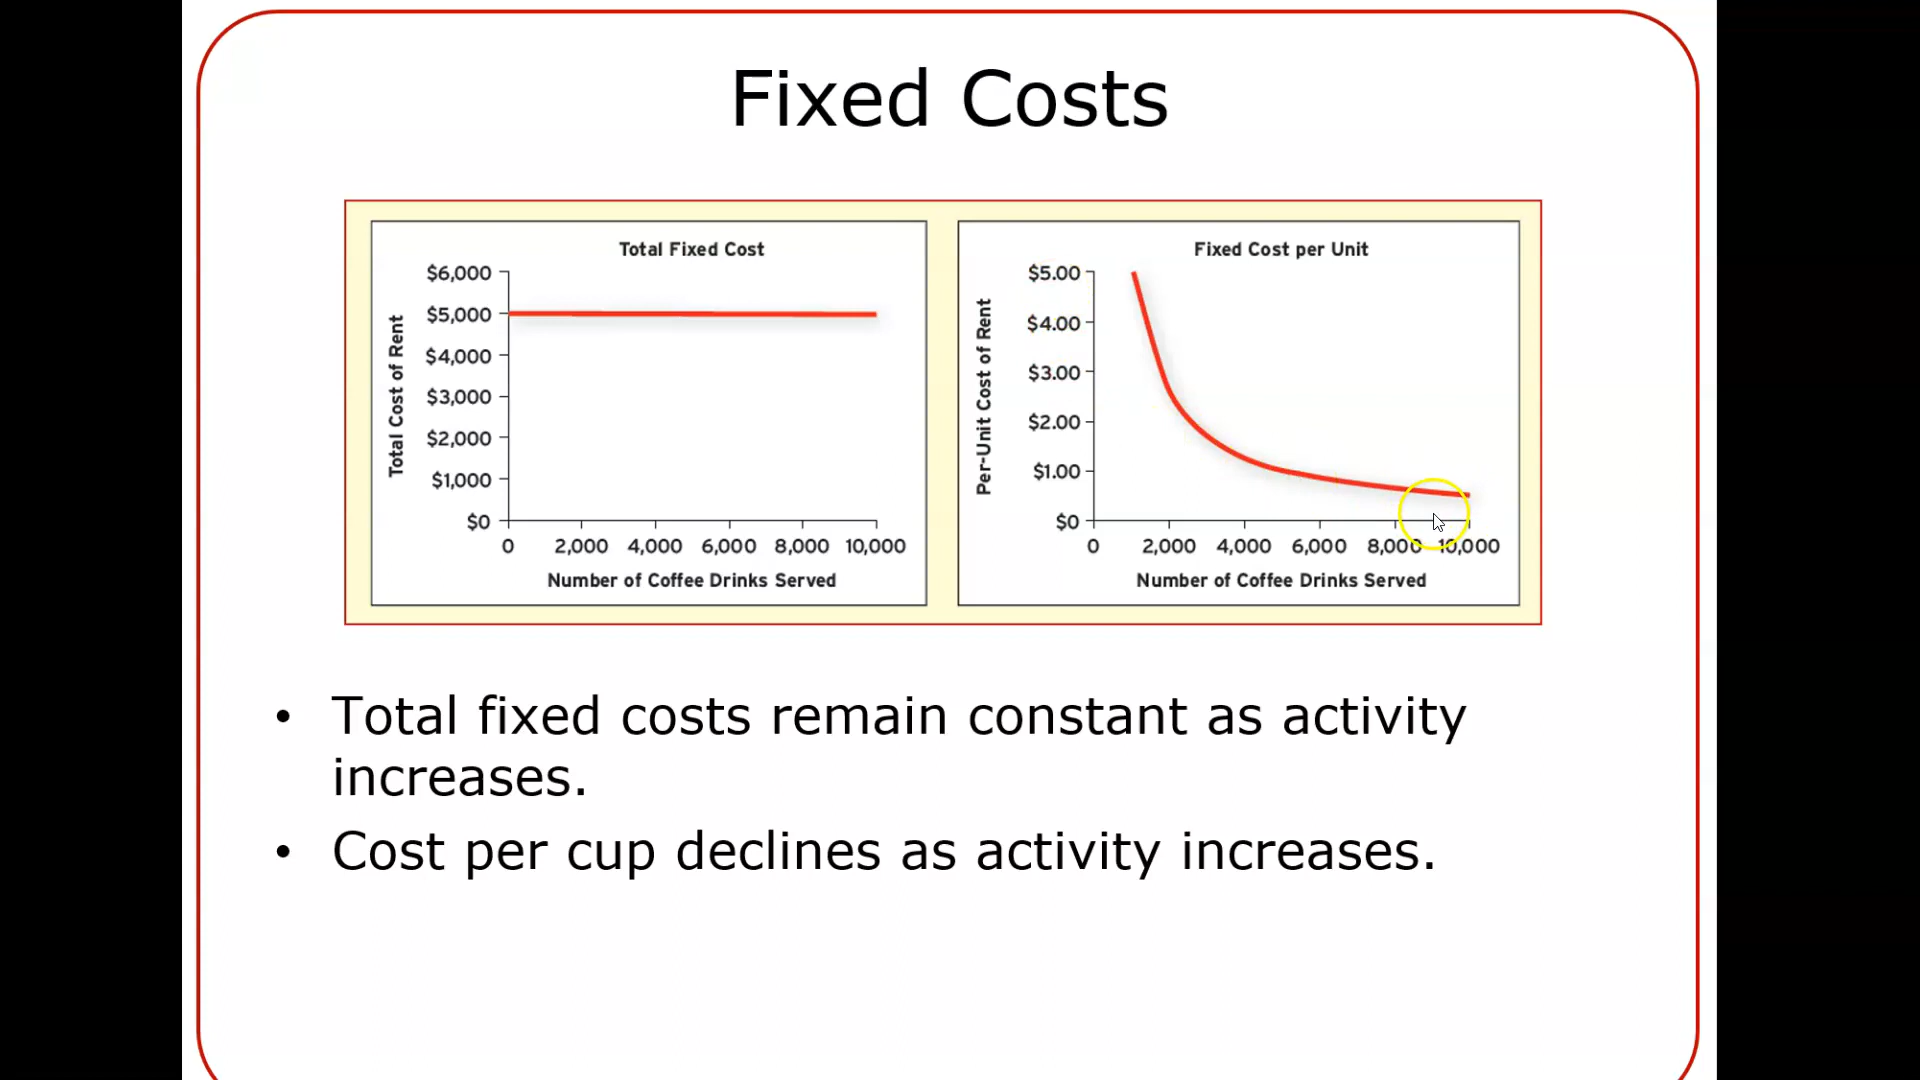 Fixed Costs
Total Fixed Cost
$6,000
$5,000
$4,000
$3,000
$2,000
$1,000
$0
Total Cost of Rent
0 2,000 4,000 6,000 8,000 10,000
Number of Coffee Drinks Served
Fixed Cost per Unit
$5.00
$4.00
$3.00
$2.00
$1.00
$0
Per-Unit Cost of Rent
0 2,000 4,000 6,000 8,000 10,000
Number of Coffee Drinks Served
• Total fixed costs remain constant as activity
increases.
• Cost per cup declines as activity increases.